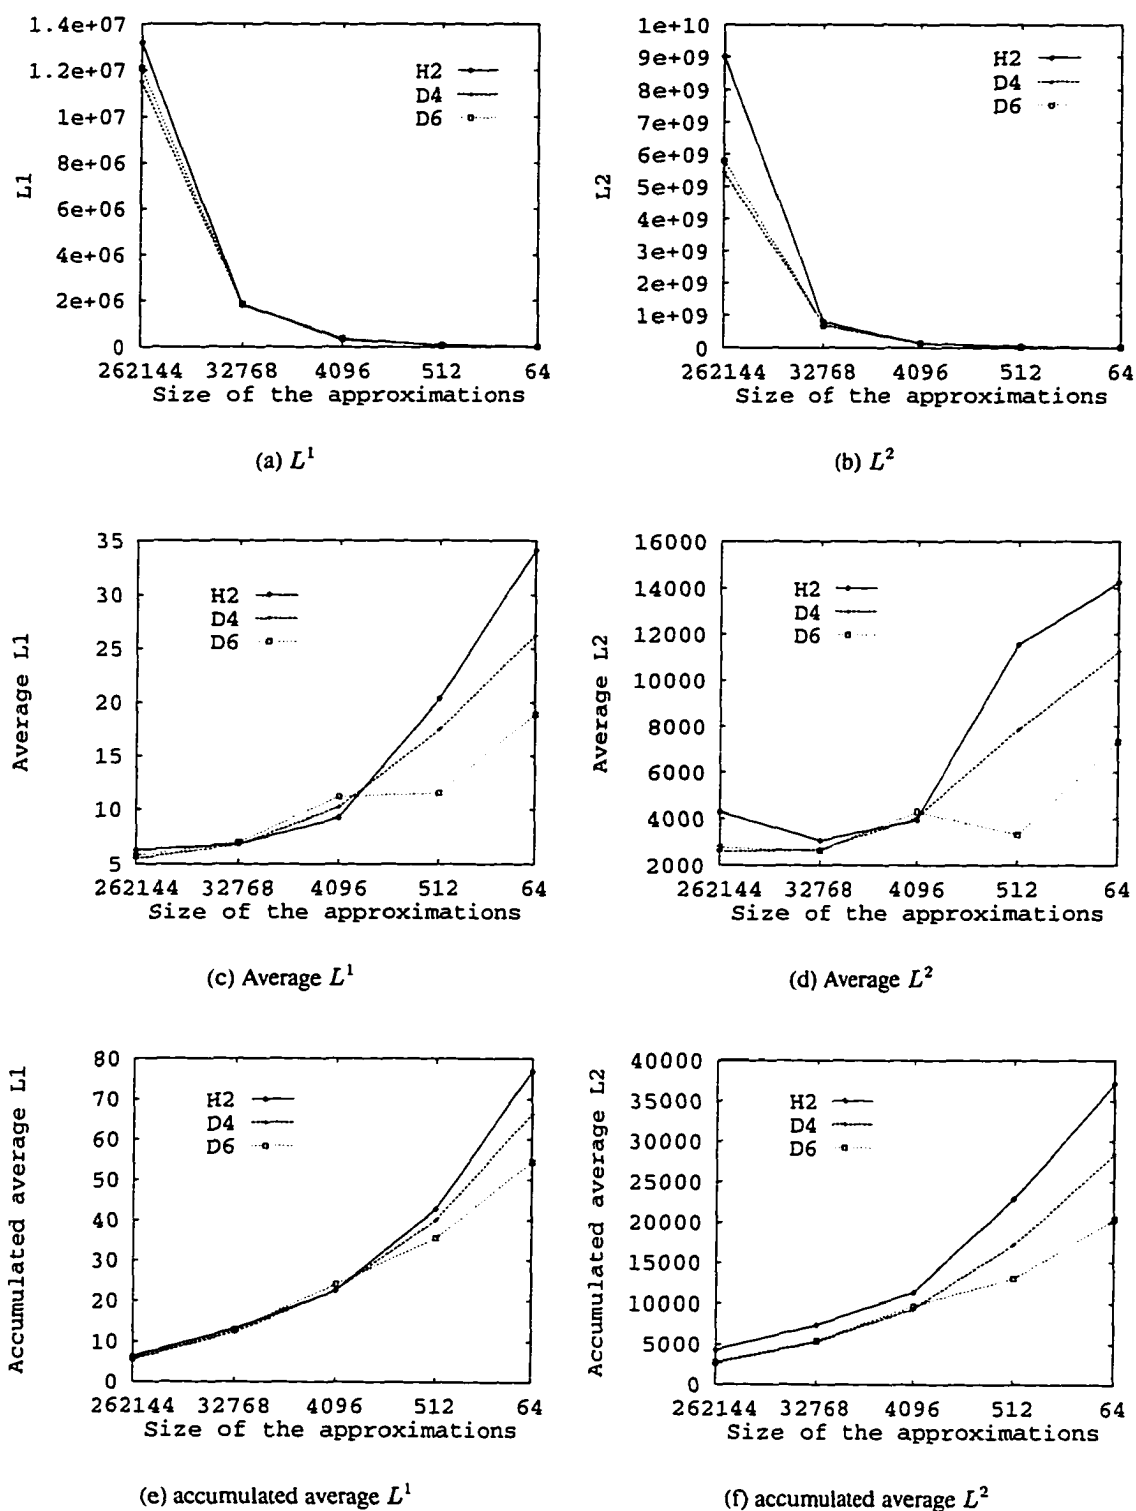 1.4e+07
1.2e+07
1e+07
8e+06
6e+06
4e+06
2e+06
0
L1
H2
D4
D6
262144 32768 4096 512 64
Size of the approximations
(a) L¹
1e+10
9e+09
8e+09
7e+09
6e+09
5e+09
4e+09
3e+09
2e+09
1e+09
0
L2
H2
D4
D6
262144 32768 4096 512 64
Size of the approximations
(b) L²
35
30
25
20
15
10
5
Average L1
H2
D4
D6
262144 32768 4096 512 64
Size of the approximations
(c) Average L¹
16000
14000
12000
10000
8000
6000
4000
2000
Average L2
H2
D4
D6
262144 32768 4096 512 64
Size of the approximations
(d) Average L²
80
70
60
50
40
30
20
10
0
Accumulated average L1
H2
D4
D6
262144 32768 4096 512 64
Size of the approximations
(e) accumulated average L¹
40000
35000
30000
25000
20000
15000
10000
5000
0
Accumulated average L2
H2
D4
D6
262144 32768 4096 512 64
Size of the approximations
(f) accumulated average L²